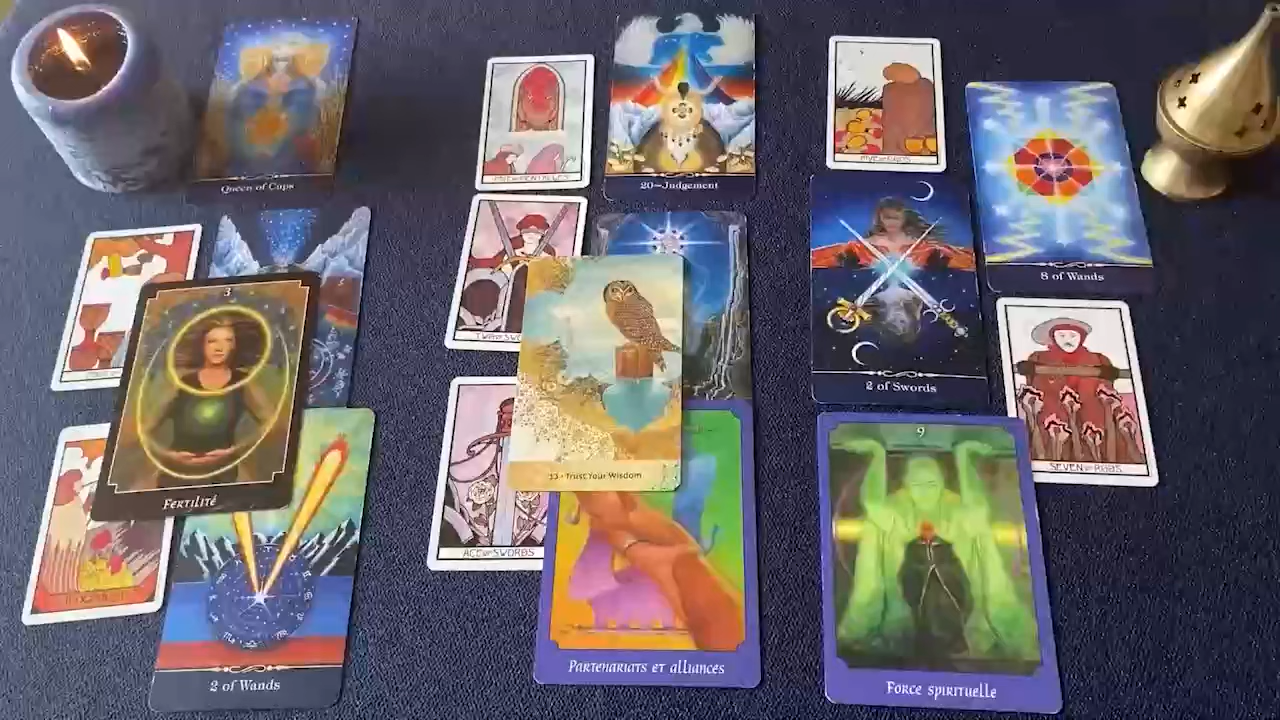 Queen of Cups
20—Judgement
8 of Wands
2 of Swords
3
Fertilité
33 • Trust Your Wisdom
ACE OF SWORDS
SEVEN OF RODS
9
2 of Wands
Partenariats et alliances
Force spirituelle